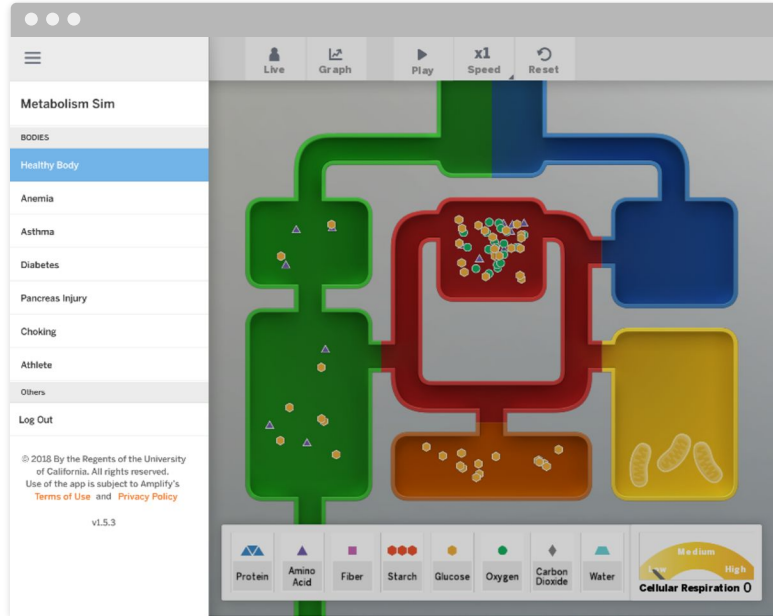 Live
Graph
Play
x1
Speed
Reset
Metabolism Sim
BODIES
Healthy Body
Anemia
Asthma
Diabetes
Pancreas Injury
Choking
Athlete
Others
Log Out
© 2018 By the Regents of the University
of California. All rights reserved.
Use of the app is subject to Amplify's
Terms of Use and Privacy Policy
v1.5.3
Protein
Amino
Acid
Fiber
Starch
Glucose
Oxygen
Carbon
Dioxide
Water
Low
Medium
High
Cellular Respiration 0